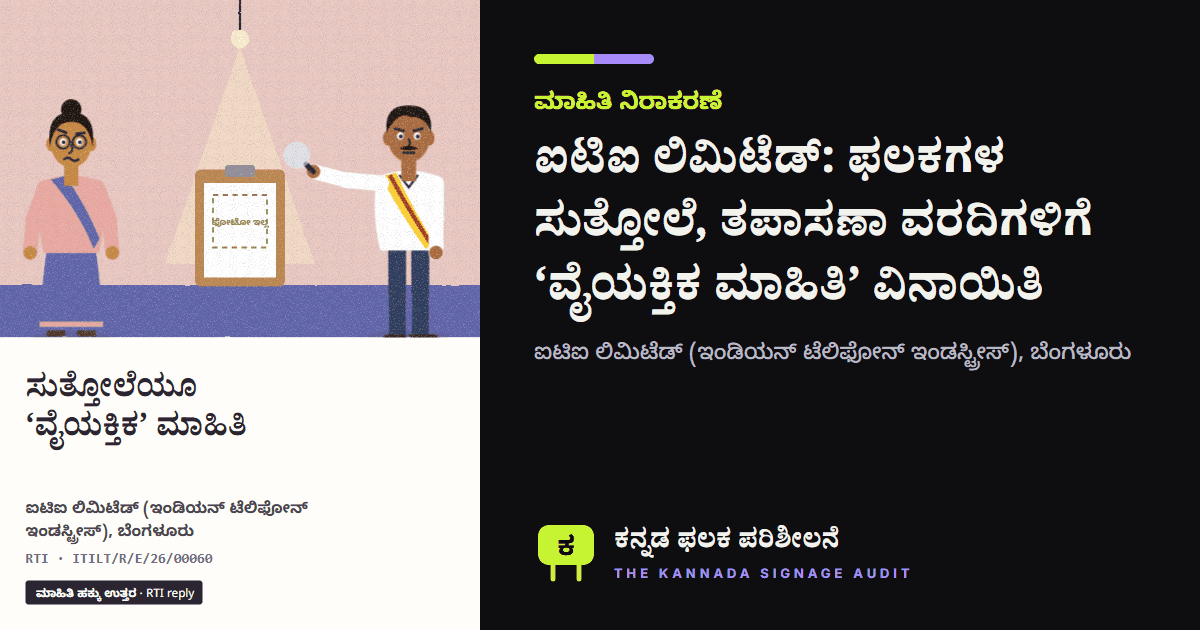 ಫೋಟೋ ಇಲ್ಲ
ಸುತ್ತೋಲೆಯೂ
‘ವೈಯಕ್ತಿಕ’ ಮಾಹಿತಿ
ಐಟಿಐ ಲಿಮಿಟೆಡ್ (ಇಂಡಿಯನ್ ಟೆಲಿಫೋನ್
ಇಂಡಸ್ಟ್ರೀಸ್), ಬೆಂಗಳೂರು
RTI · ITILT/R/E/26/00060
ಮಾಹಿತಿ ಹಕ್ಕು ಉತ್ತರ · RTI reply
ಮಾಹಿತಿ ನಿರಾಕರಣೆ
ಐಟಿಐ ಲಿಮಿಟೆಡ್: ಫಲಕಗಳ
ಸುತ್ತೋಲೆ, ತಪಾಸಣಾ ವರದಿಗಳಿಗೆ
‘ವೈಯಕ್ತಿಕ ಮಾಹಿತಿ’ ವಿನಾಯಿತಿ
ಐಟಿಐ ಲಿಮಿಟೆಡ್ (ಇಂಡಿಯನ್ ಟೆಲಿಫೋನ್ ಇಂಡಸ್ಟ್ರೀಸ್), ಬೆಂಗಳೂರು
ಕ
ಕನ್ನಡ ಫಲಕ ಪರಿಶೀಲನೆ
THE KANNADA SIGNAGE AUDIT